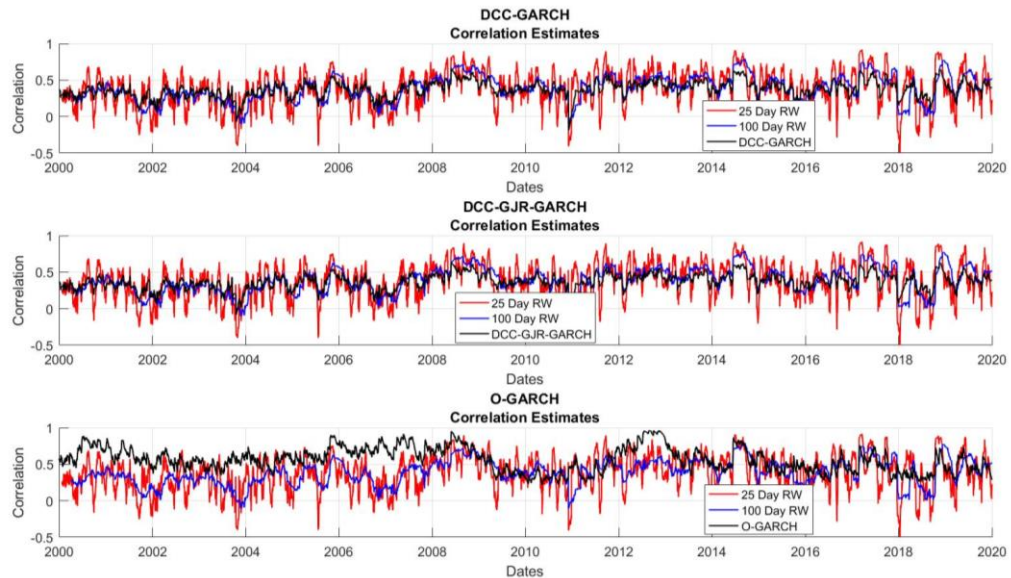 DCC-GARCH
Correlation Estimates
1
0.5
0
-0.5
Correlation
25 Day RW
100 Day RW
DCC-GARCH
2000 2002 2004 2006 2008 2010 2012 2014 2016 2018 2020
Dates
DCC-GJR-GARCH
Correlation Estimates
1
0.5
0
-0.5
Correlation
25 Day RW
100 Day RW
DCC-GJR-GARCH
2000 2002 2004 2006 2008 2010 2012 2014 2016 2018 2020
Dates
O-GARCH
Correlation Estimates
1
0.5
0
-0.5
Correlation
25 Day RW
100 Day RW
O-GARCH
2000 2002 2004 2006 2008 2010 2012 2014 2016 2018 2020
Dates